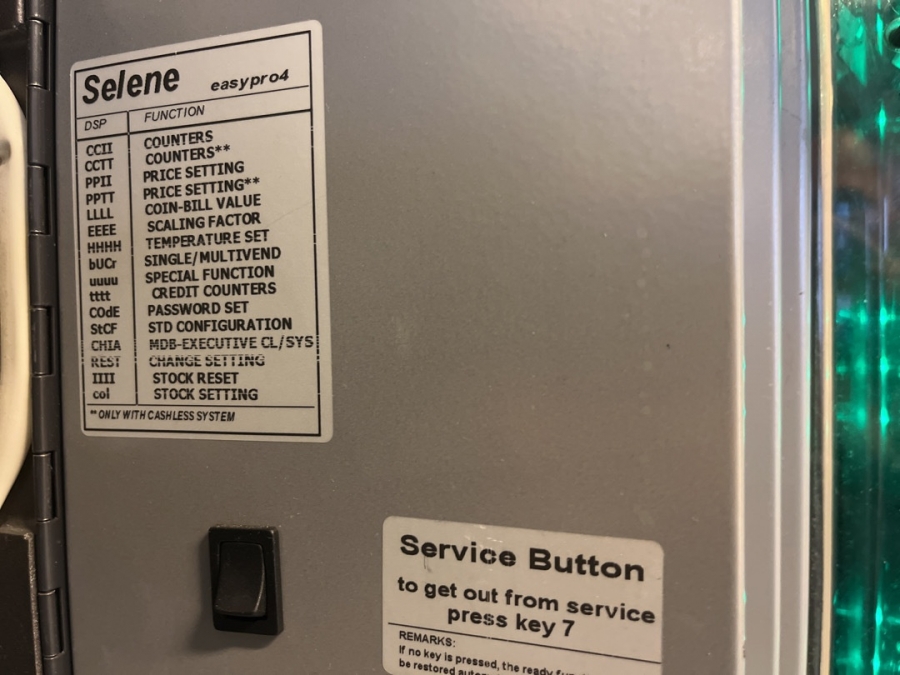 Selene easypro4
DSP FUNCTION
CCII COUNTERS
CCTT COUNTERS**
PPII PRICE SETTING
PPTT PRICE SETTING**
LLLL COIN-BILL VALUE
EEEE SCALING FACTOR
HHHH TEMPERATURE SET
bUCr SINGLE/MULTIVEND
uuuu SPECIAL FUNCTION
tttt CREDIT COUNTERS
COdE PASSWORD SET
StCF STD CONFIGURATION
CHIA MDB-EXECUTIVE CL/SYS
REST CHANGE SETTING
IIII STOCK RESET
col STOCK SETTING
**ONLY WITH CASHLESS SYSTEM
Service Button
to get out from service
press key 7
REMARKS:
If no key is pressed, the ready
be restored